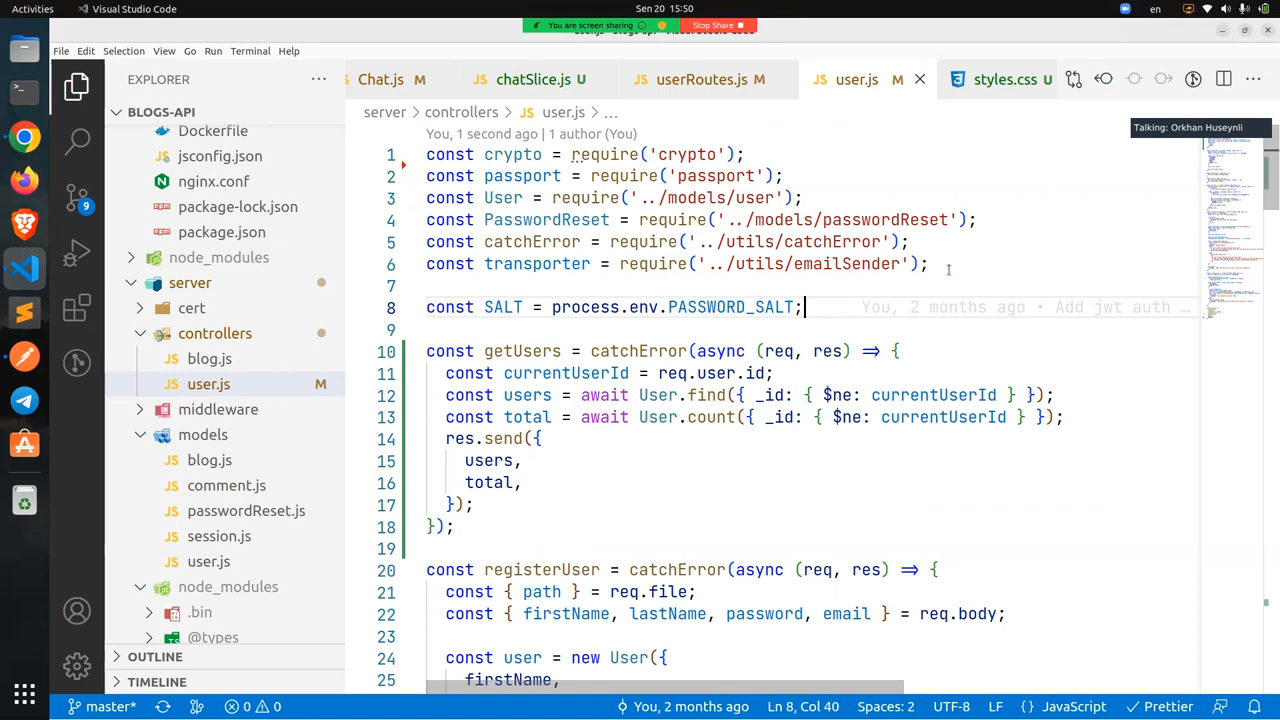 Activities
Visual Studio Code
Sen 20 15:50
en
You are screen sharing
Stop Share
File Edit Selection View Go Run Terminal Help
EXPLORER
BLOGS-API
Dockerfile
jsconfig.json
nginx.conf
package-lock.json
package.json
node_modules
server
cert
controllers
blog.js
user.js M
middleware
models
blog.js
comment.js
passwordReset.js
session.js
user.js
node_modules
.bin
@types
OUTLINE
TIMELINE
9
Chat.js M
chatSlice.js U
userRoutes.js M
user.js M
styles.css U
server > controllers > JS user.js > ...
Talking: Orkhan Huseynli
You, 1 second ago | 1 author (You)
1 const crypto = require('crypto');
2 const passport = require('passport');
3 const User = require('../models/user');
4 const PasswordReset = require('../models/passwordReset');
5 const catchError = require('../utils/catchError');
6 const transporter = require('../utils/emailSender');
7
8 const SALT = process.env.PASSWORD_SALT; You, 2 months ago • Add jwt auth ...
9
10 const getUsers = catchError(async (req, res) => {
11 const currentUserId = req.user.id;
12 const users = await User.find({ _id: { $ne: currentUserId } });
13 const total = await User.count({ _id: { $ne: currentUserId } });
14 res.send({
15 users,
16 total,
17 });
18 });
19
20 const registerUser = catchError(async (req, res) => {
21 const { path } = req.file;
22 const { firstName, lastName, password, email } = req.body;
23
24 const user = new User({
25 firstName,
master* 0 0
You, 2 months ago Ln 8, Col 40 Spaces: 2 UTF-8 LF {} JavaScript Prettier